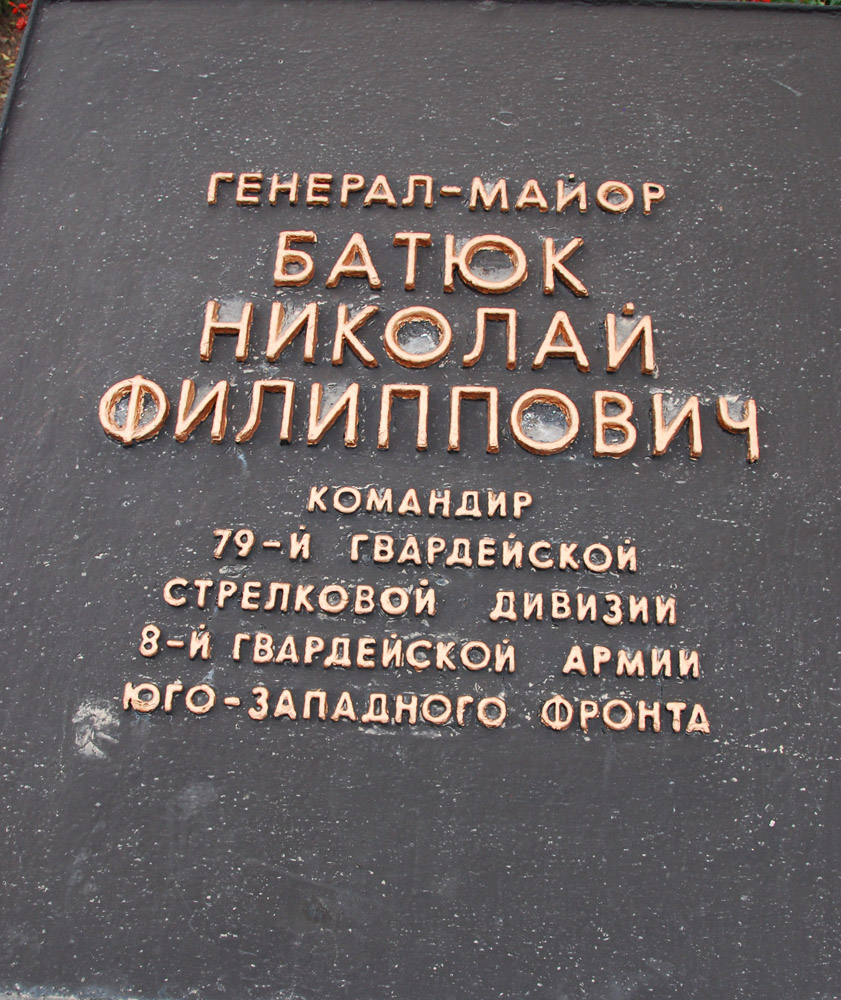 ГЕНЕРАЛ-МАЙОР
БАТЮК
НИКОЛАЙ
ФИЛИППОВИЧ
КОМАНДИР
79-Й ГВАРДЕЙСКОЙ
СТРЕЛКОВОЙ ДИВИЗИИ
8-Й ГВАРДЕЙСКОЙ АРМИИ
ЮГО-ЗАПАДНОГО ФРОНТА